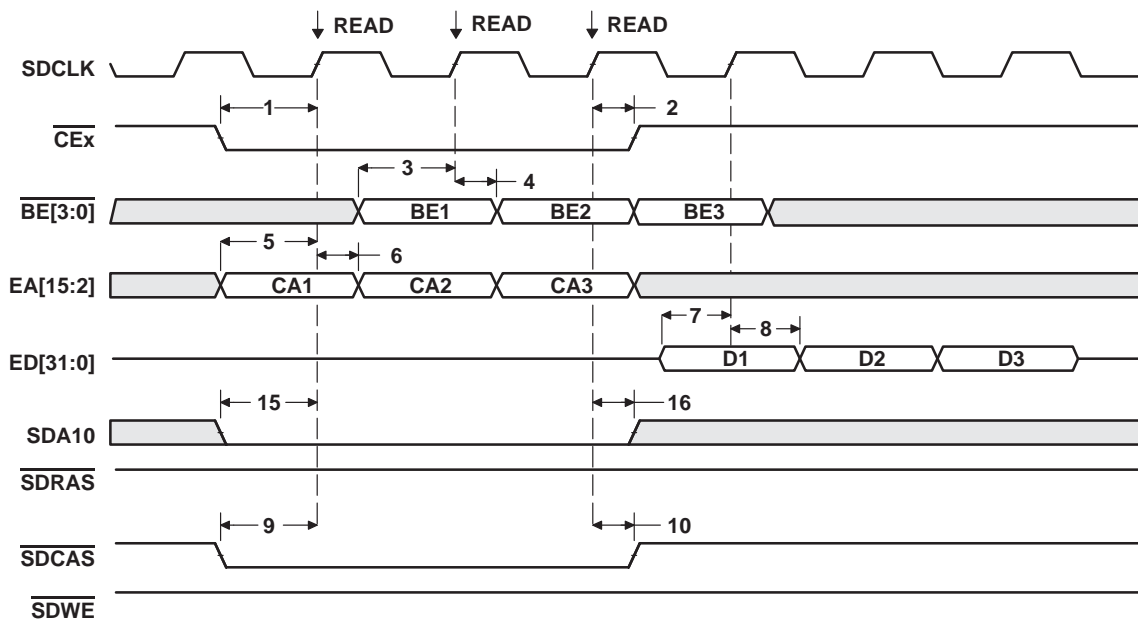 READ READ READ
SDCLK
1 2
CEx
3 4
BE[3:0] BE1 BE2 BE3
5 6
EA[15:2] CA1 CA2 CA3
7 8
ED[31:0] D1 D2 D3
15 16
SDA10
SDRAS
9 10
SDCAS
SDWE